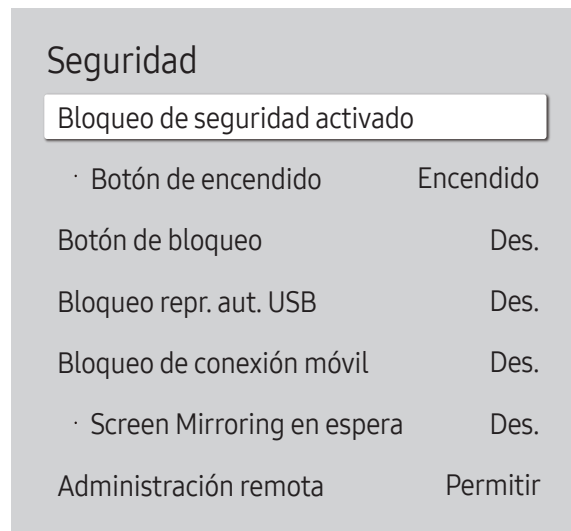 Seguridad
Bloqueo de seguridad activado
· Botón de encendido Encendido
Botón de bloqueo Des.
Bloqueo repr. aut. USB Des.
Bloqueo de conexión móvil Des.
· Screen Mirroring en espera Des.
Administración remota Permitir